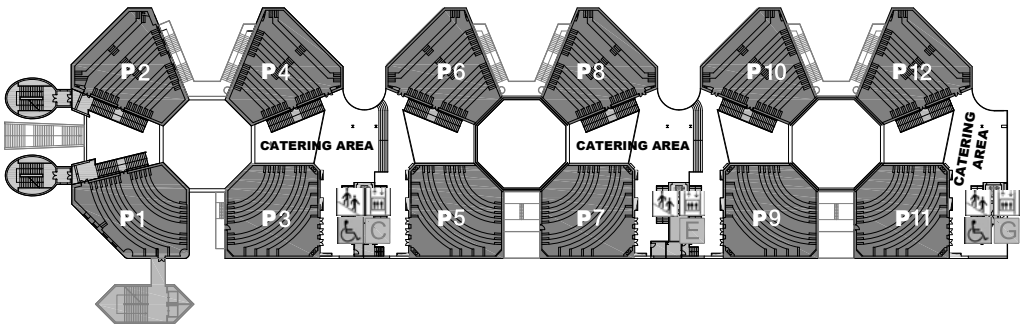 P2
P4
P6
P8
P10
P12
CATERING AREA
CATERING AREA
CATERING
AREA
P1
P3
P5
P7
P9
P11
C
E
G